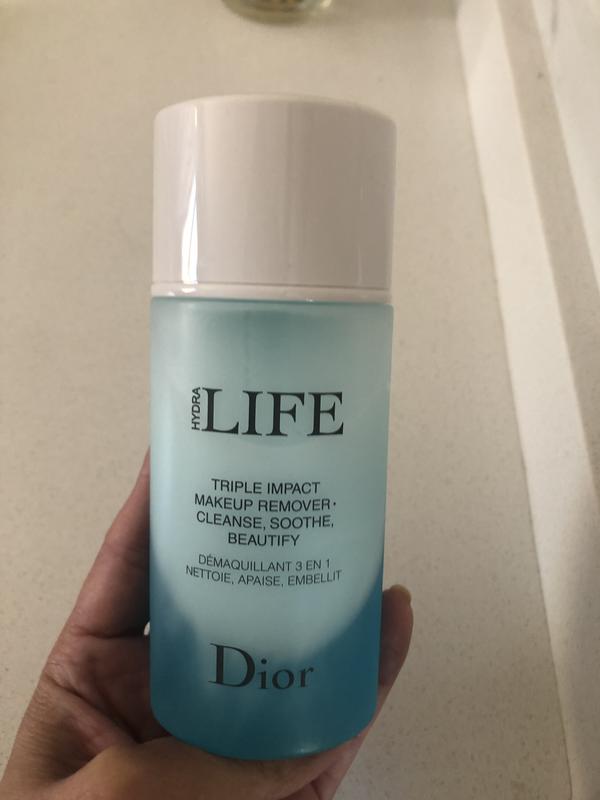 HYDRA LIFE
TRIPLE IMPACT
MAKEUP REMOVER•
CLEANSE, SOOTHE,
BEAUTIFY
DÉMAQUILLANT 3 EN 1
NETTOIE, APAISE, EMBELLIT
Dior